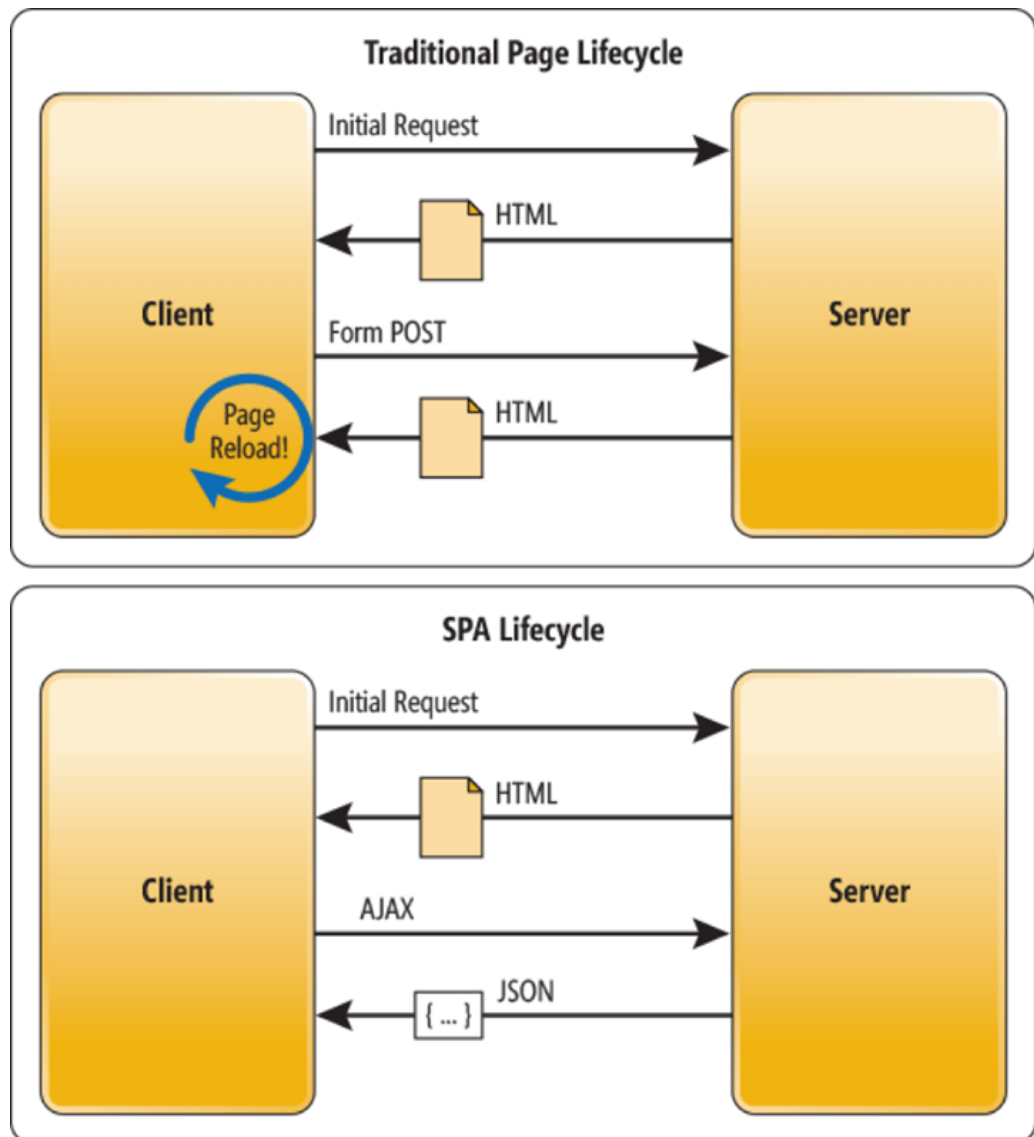 Traditional Page Lifecycle
Initial Request
HTML
Client
Server
Form POST
Page
Reload!
HTML
SPA Lifecycle
Initial Request
HTML
Client
Server
AJAX
JSON
{ ... }